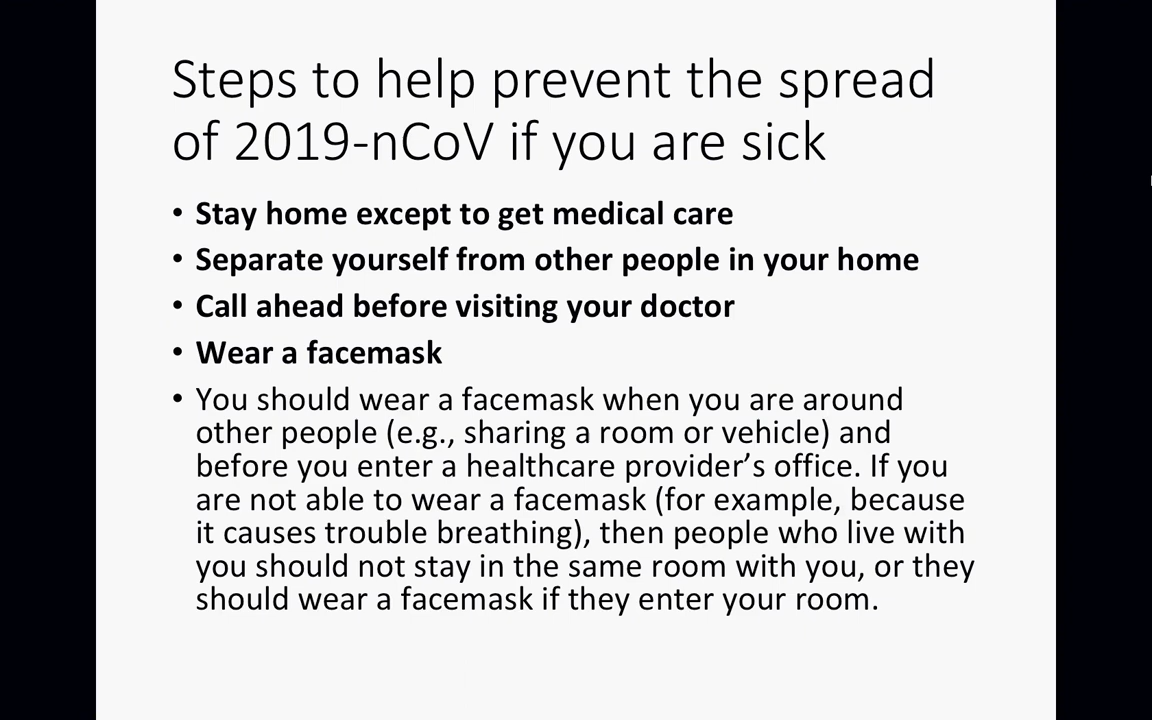 Steps to help prevent the spread
of 2019-nCoV if you are sick
• Stay home except to get medical care
• Separate yourself from other people in your home
• Call ahead before visiting your doctor
• Wear a facemask
• You should wear a facemask when you are around
other people (e.g., sharing a room or vehicle) and
before you enter a healthcare provider’s office. If you
are not able to wear a facemask (for example, because
it causes trouble breathing), then people who live with
you should not stay in the same room with you, or they
should wear a facemask if they enter your room.